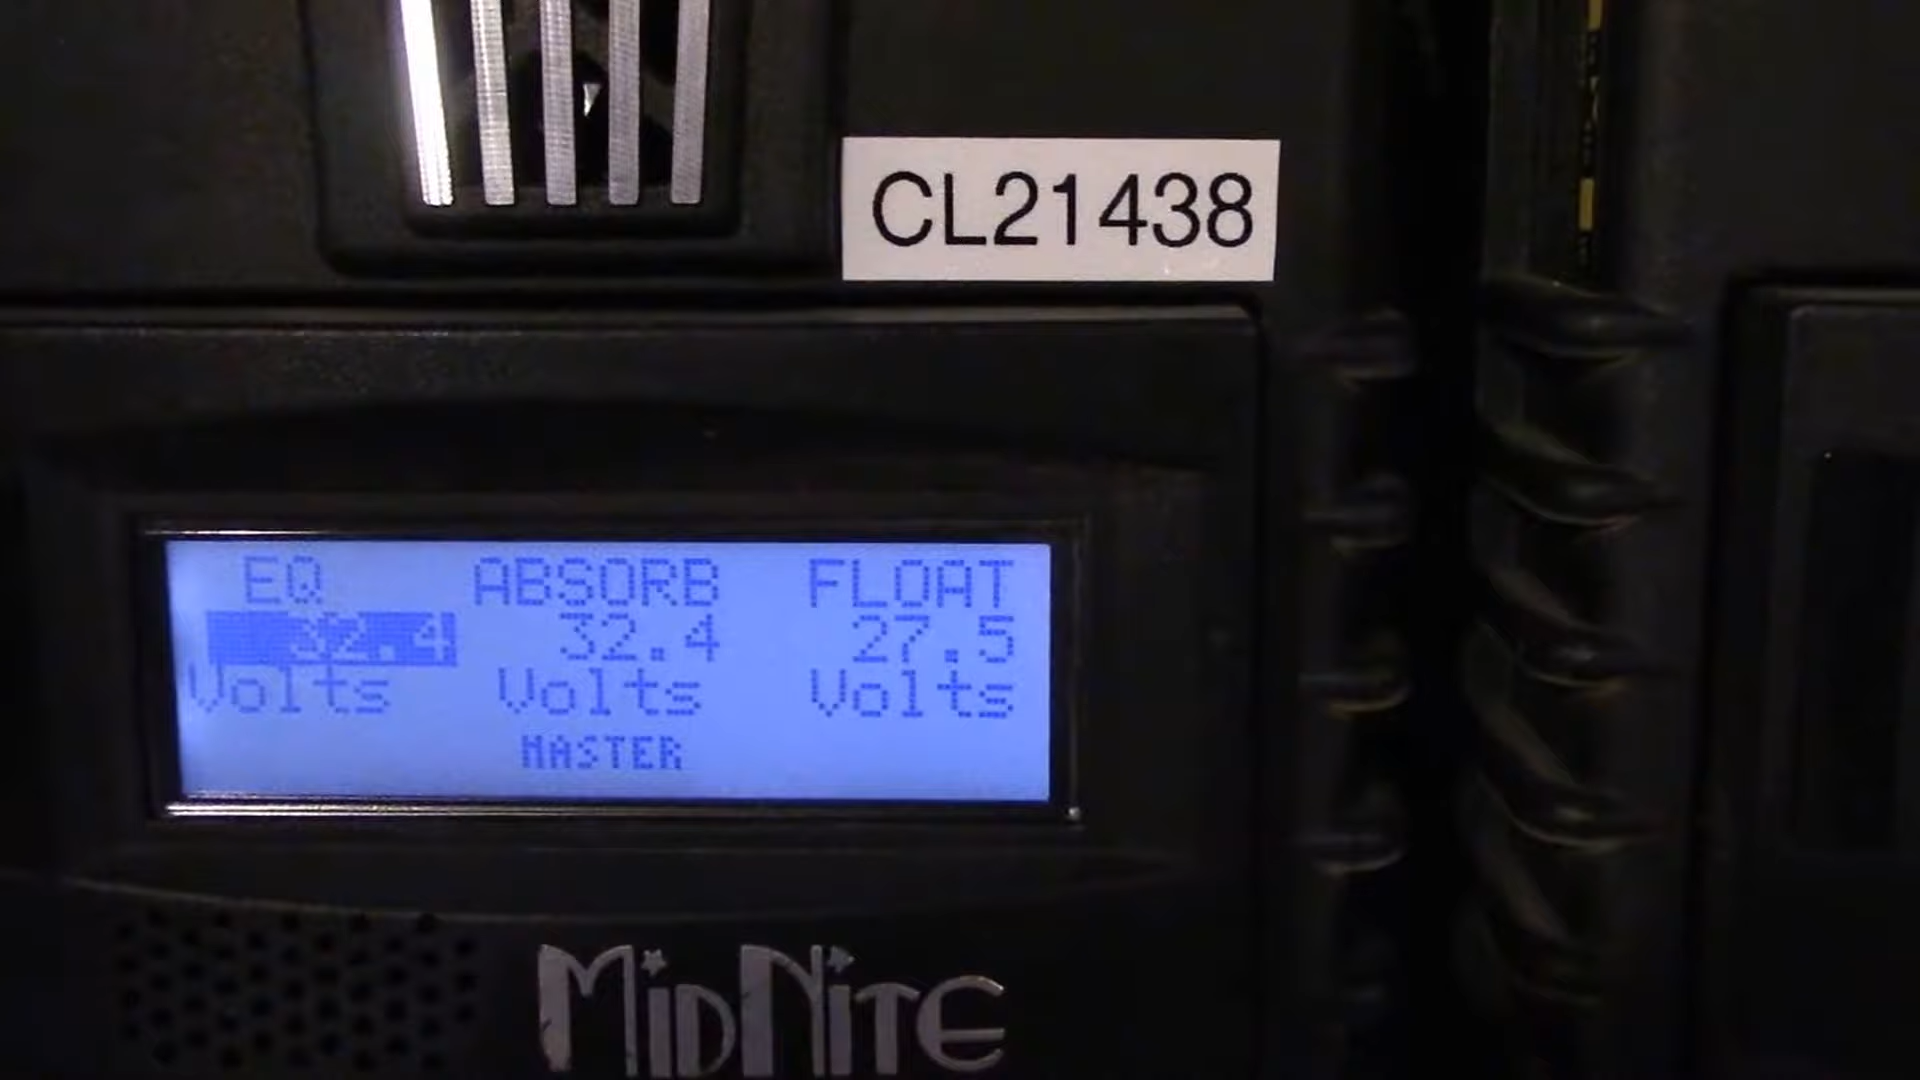 CL21438
EQ ABSORB FLOAT
32.4 32.4 27.5
Volts Volts Volts
MASTER
MIDNITE